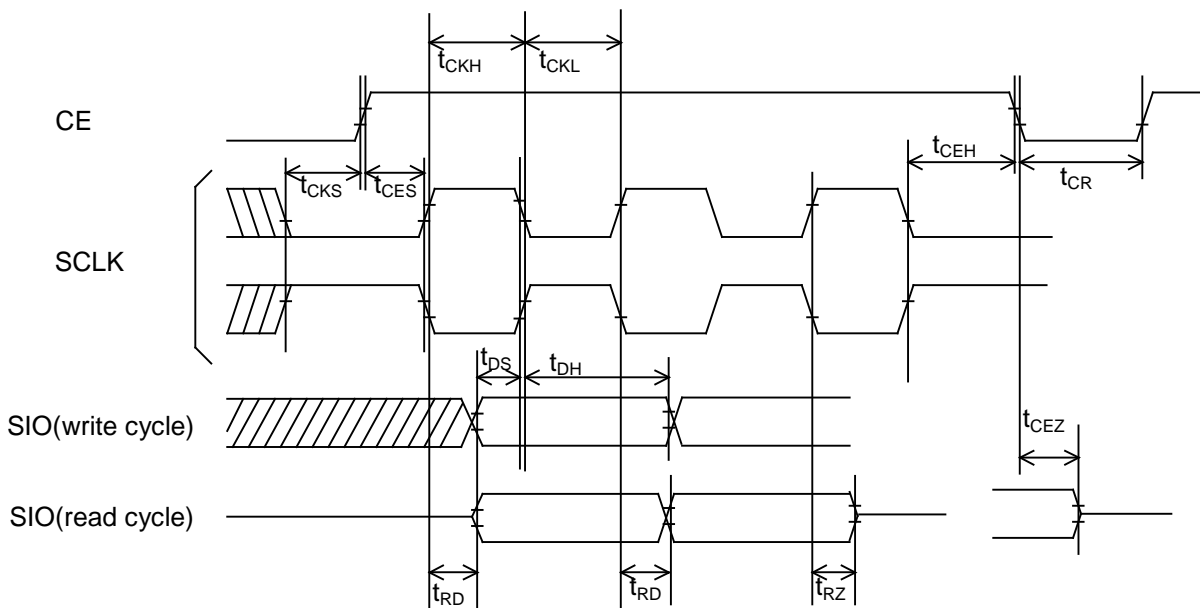 tCKH tCKL
CE
tCKS tCES tCEH tCR
SCLK
tDS tDH
SIO(write cycle)
tCEZ
SIO(read cycle)
tRD tRD tRZ